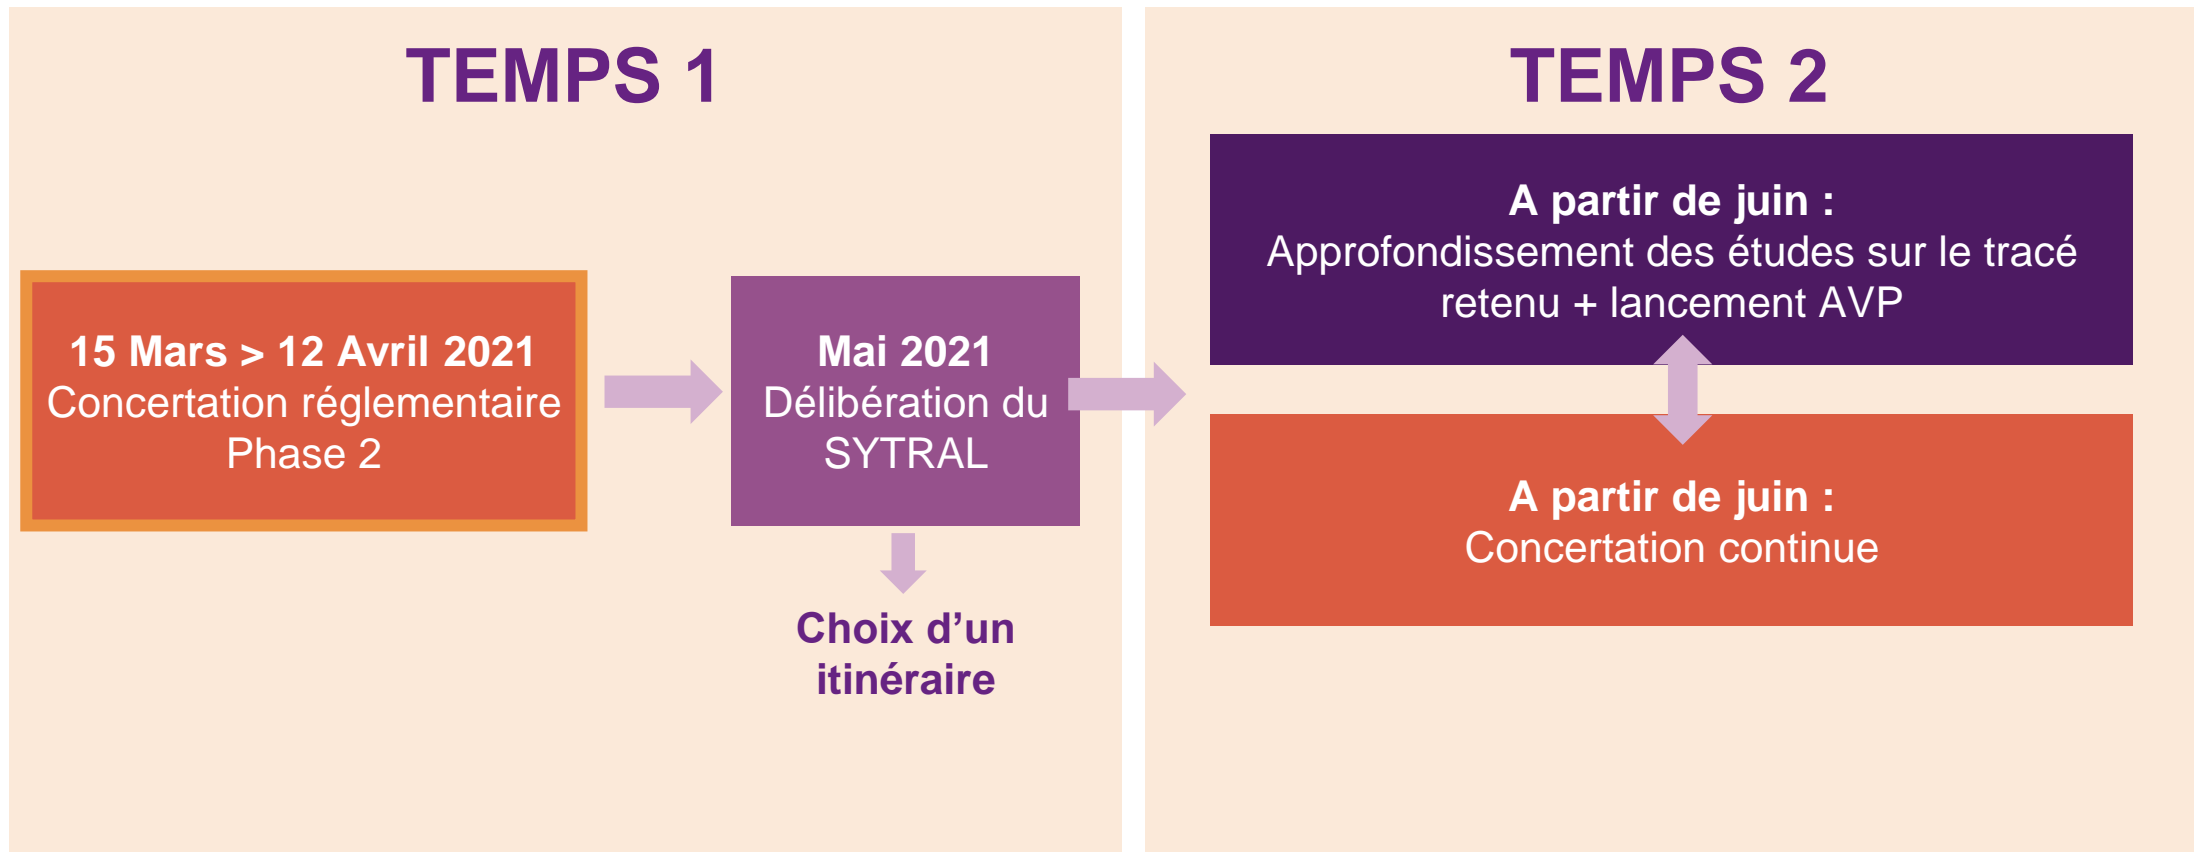 TEMPS 1
15 Mars > 12 Avril 2021
Concertation réglementaire
Phase 2
Mai 2021
Délibération du
SYTRAL
Choix d’un
itinéraire
TEMPS 2
A partir de juin :
Approfondissement des études sur le tracé
retenu + lancement AVP
A partir de juin :
Concertation continue